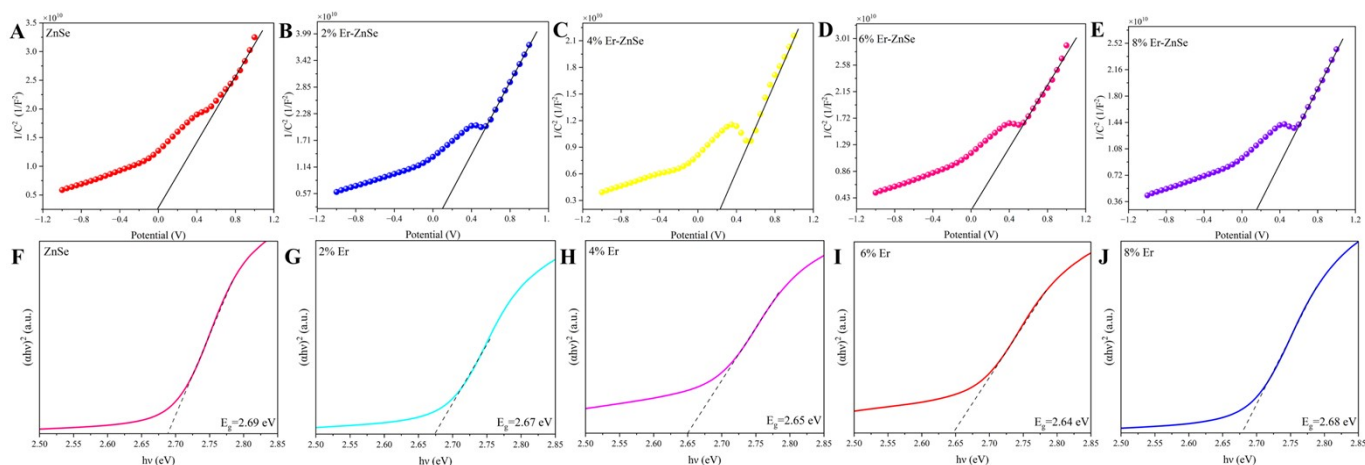 A
ZnSe
×10¹⁰
3.5
3.0
2.5
2.0
1.5
1.0
0.5
1/C² (1/F²)
−1.2 −0.8 −0.4 0.0 0.4 0.8 1.2
Potential (V)
B
2% Er-ZnSe
×10¹⁰
3.99
3.42
2.85
2.28
1.71
1.14
0.57
1/C² (1/F²)
−1.2 −0.8 −0.4 0.0 0.4 0.8 1.2
Potential (V)
C
4% Er-ZnSe
×10¹⁰
2.1
1.8
1.5
1.2
0.9
0.6
0.3
1/C² (1/F²)
−1.2 −0.8 −0.4 0.0 0.4 0.8 1.2
Potential (V)
D
6% Er-ZnSe
×10¹⁰
3.01
2.58
2.15
1.72
1.29
0.86
0.43
1/C² (1/F²)
−1.2 −0.8 −0.4 0.0 0.4 0.8 1.2
Potential (V)
E
8% Er-ZnSe
×10¹⁰
2.52
2.16
1.80
1.44
1.08
0.72
0.36
1/C² (1/F²)
−1.2 −0.8 −0.4 0.0 0.4 0.8 1.2
Potential (V)
F
ZnSe
(αhν)² (a.u.)
E_g=2.69 eV
2.50 2.55 2.60 2.65 2.70 2.75 2.80 2.85
hν (eV)
G
2% Er
(αhν)² (a.u.)
E_g=2.67 eV
2.50 2.55 2.60 2.65 2.70 2.75 2.80 2.85
hν (eV)
H
4% Er
(αhν)² (a.u.)
E_g=2.65 eV
2.50 2.55 2.60 2.65 2.70 2.75 2.80 2.85
hν (eV)
I
6% Er
(αhν)² (a.u.)
E_g=2.64 eV
2.50 2.55 2.60 2.65 2.70 2.75 2.80 2.85
hν (eV)
J
8% Er
(αhν)² (a.u.)
E_g=2.68 eV
2.50 2.55 2.60 2.65 2.70 2.75 2.80 2.85
hν (eV)